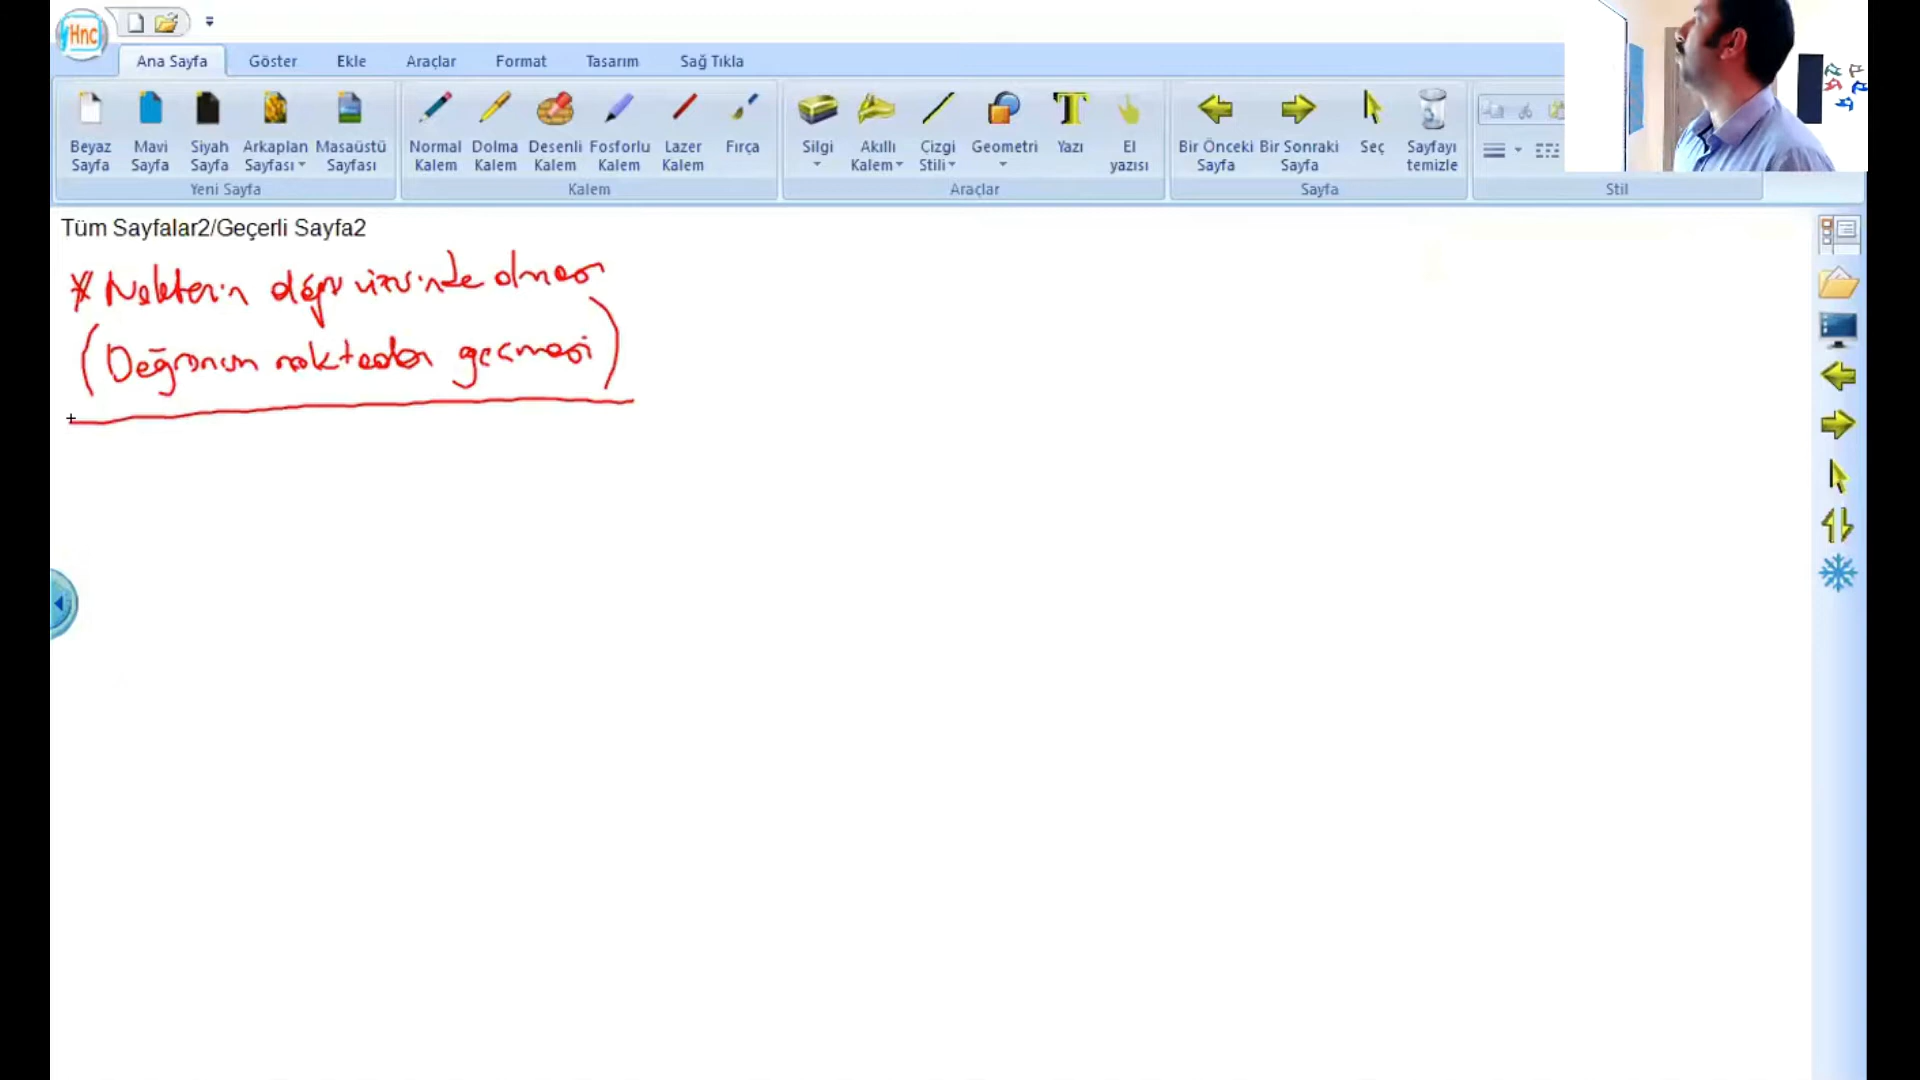 Hnc
Ana Sayfa Göster Ekle Araçlar Format Tasarım Sağ Tıkla
Beyaz Sayfa Mavi Sayfa Siyah Sayfa Arkaplan Sayfası Masaüstü Sayfası
Yeni Sayfa
Normal Kalem Dolma Kalem Desenli Kalem Fosforlu Kalem Lazer Kalem Fırça
Kalem
Silgi Akıllı Kalem Çizgi Stili Geometri Yazı El yazısı
Araçlar
Bir Önceki Sayfa Bir Sonraki Sayfa Seç Sayfayı temizle
Sayfa
Stil
Tüm Sayfalar2/Geçerli Sayfa2
* Noktanın doğru üzerinde olması
(Doğrunun noktadan geçmesi)